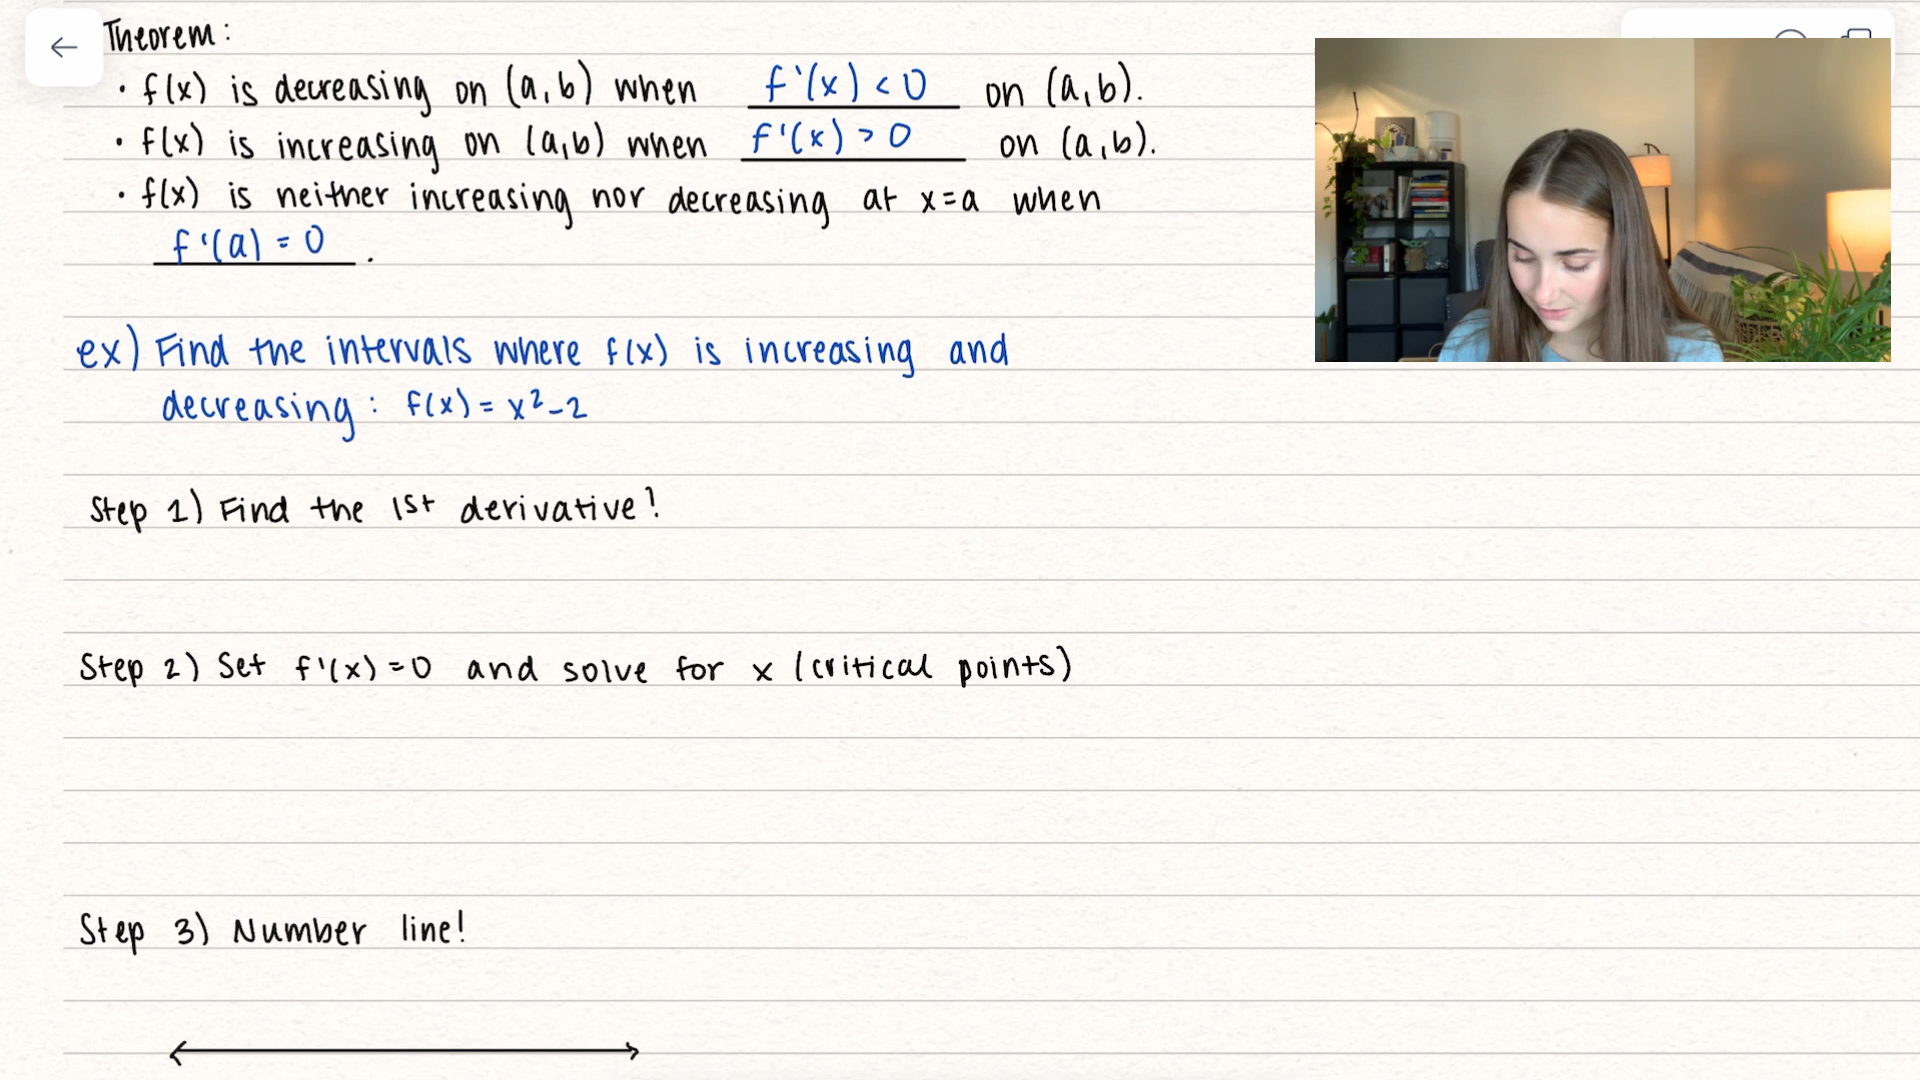 Theorem:
• f(x) is decreasing on (a,b) when f'(x) < 0 on (a,b).
• f(x) is increasing on (a,b) when f'(x) > 0 on (a,b).
• f(x) is neither increasing nor decreasing at x=a when
f'(a) = 0.
ex) Find the intervals where f(x) is increasing and
decreasing: f(x) = x²-2
Step 1) Find the 1st derivative!
Step 2) Set f'(x)=0 and solve for x (critical points)
Step 3) Number line!